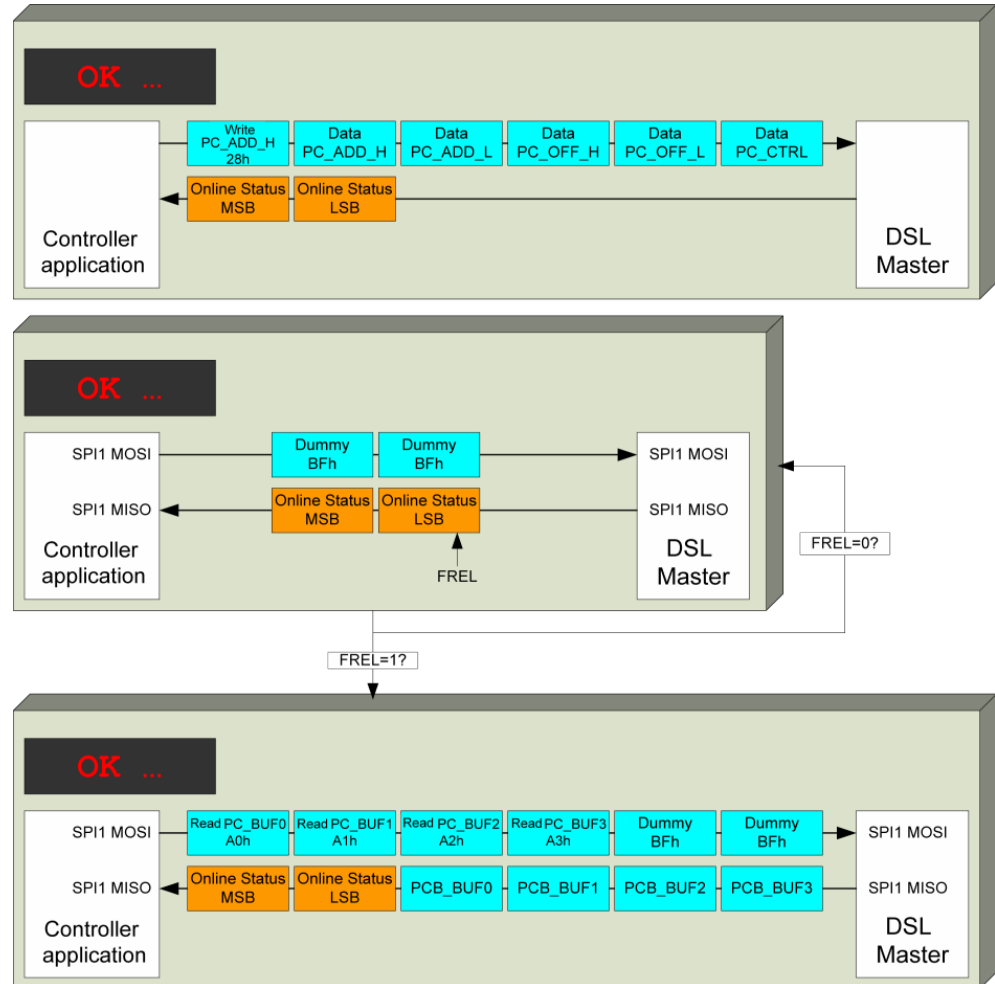 OK ...
Write
PC_ADD_H
28h
Data
PC_ADD_H
Data
PC_ADD_L
Data
PC_OFF_H
Data
PC_OFF_L
Data
PC_CTRL
Online Status
MSB
Online Status
LSB
Controller
application
DSL
Master
OK ...
SPI1 MOSI
Dummy
BFh
Dummy
BFh
SPI1 MOSI
SPI1 MISO
Online Status
MSB
Online Status
LSB
SPI1 MISO
FREL
Controller
application
DSL
Master
FREL=0?
FREL=1?
OK ...
SPI1 MOSI
Read PC_BUF0
A0h
Read PC_BUF1
A1h
Read PC_BUF2
A2h
Read PC_BUF3
A3h
Dummy
BFh
Dummy
BFh
SPI1 MOSI
SPI1 MISO
Online Status
MSB
Online Status
LSB
PCB_BUF0
PCB_BUF1
PCB_BUF2
PCB_BUF3
SPI1 MISO
Controller
application
DSL
Master